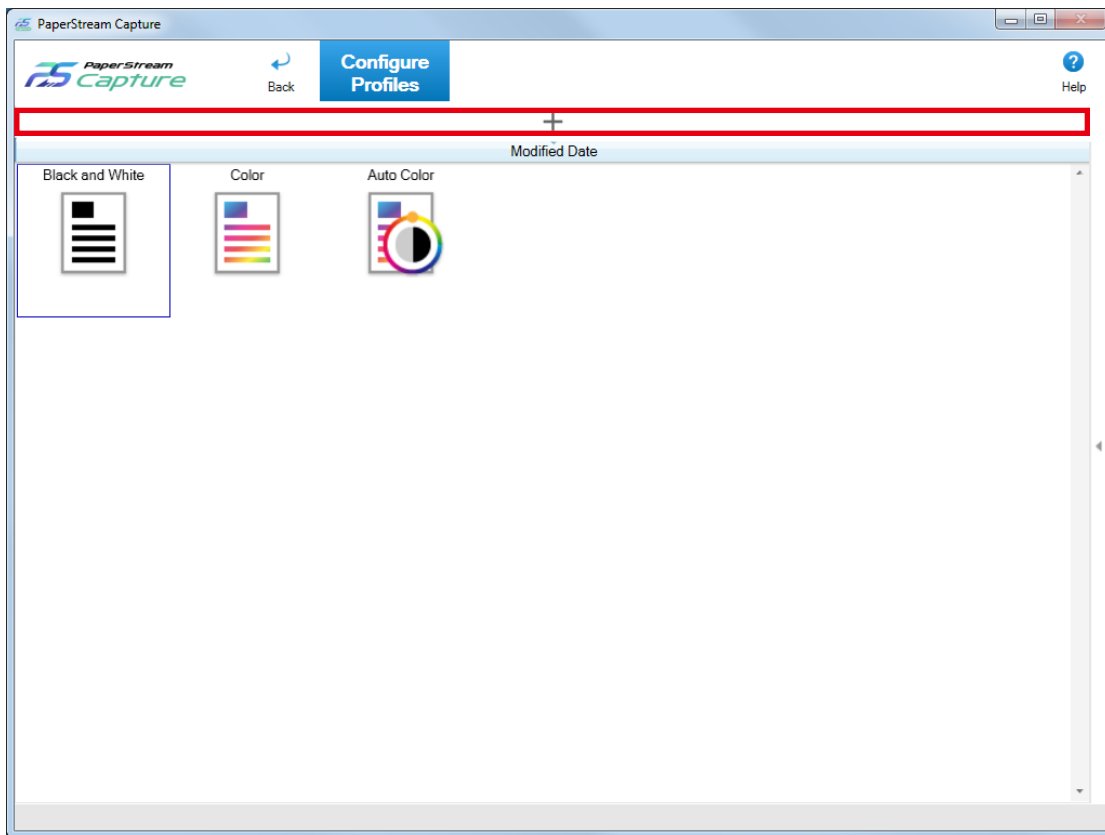 PaperStream Capture
PaperStream
Capture
Back
Configure
Profiles
?
Help
+
Modified Date
Black and White
Color
Auto Color